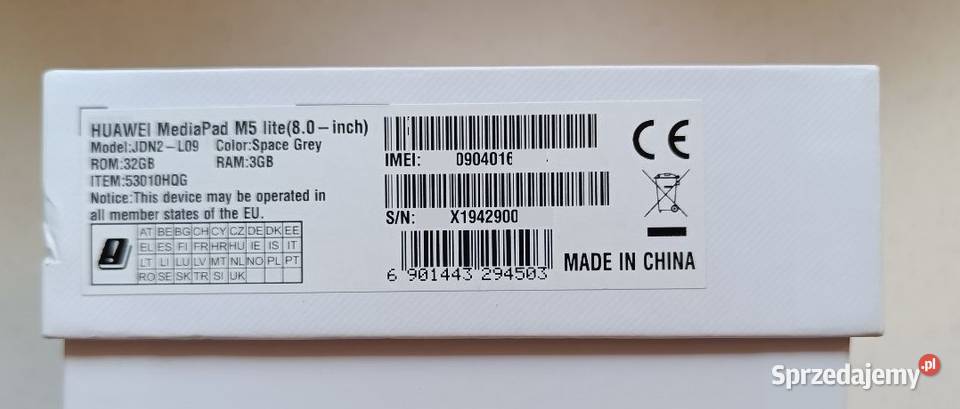 HUAWEI MediaPad M5 lite(8.0-inch)
Model:JDN2-L09 Color:Space Grey
ROM:32GB RAM:3GB
ITEM:53010HQG
Notice:This device may be operated in
all member states of the EU.
AT BE BG CH CY CZ DE DK EE
EL ES FI FR HR HU IE IS IT
LT LI LU LV MT NL NO PL PT
RO SE SK TR SI UK
IMEI: 0904016
S/N: X1942900
6 901443 294503
CE
MADE IN CHINA
Sprzedajemy.pl